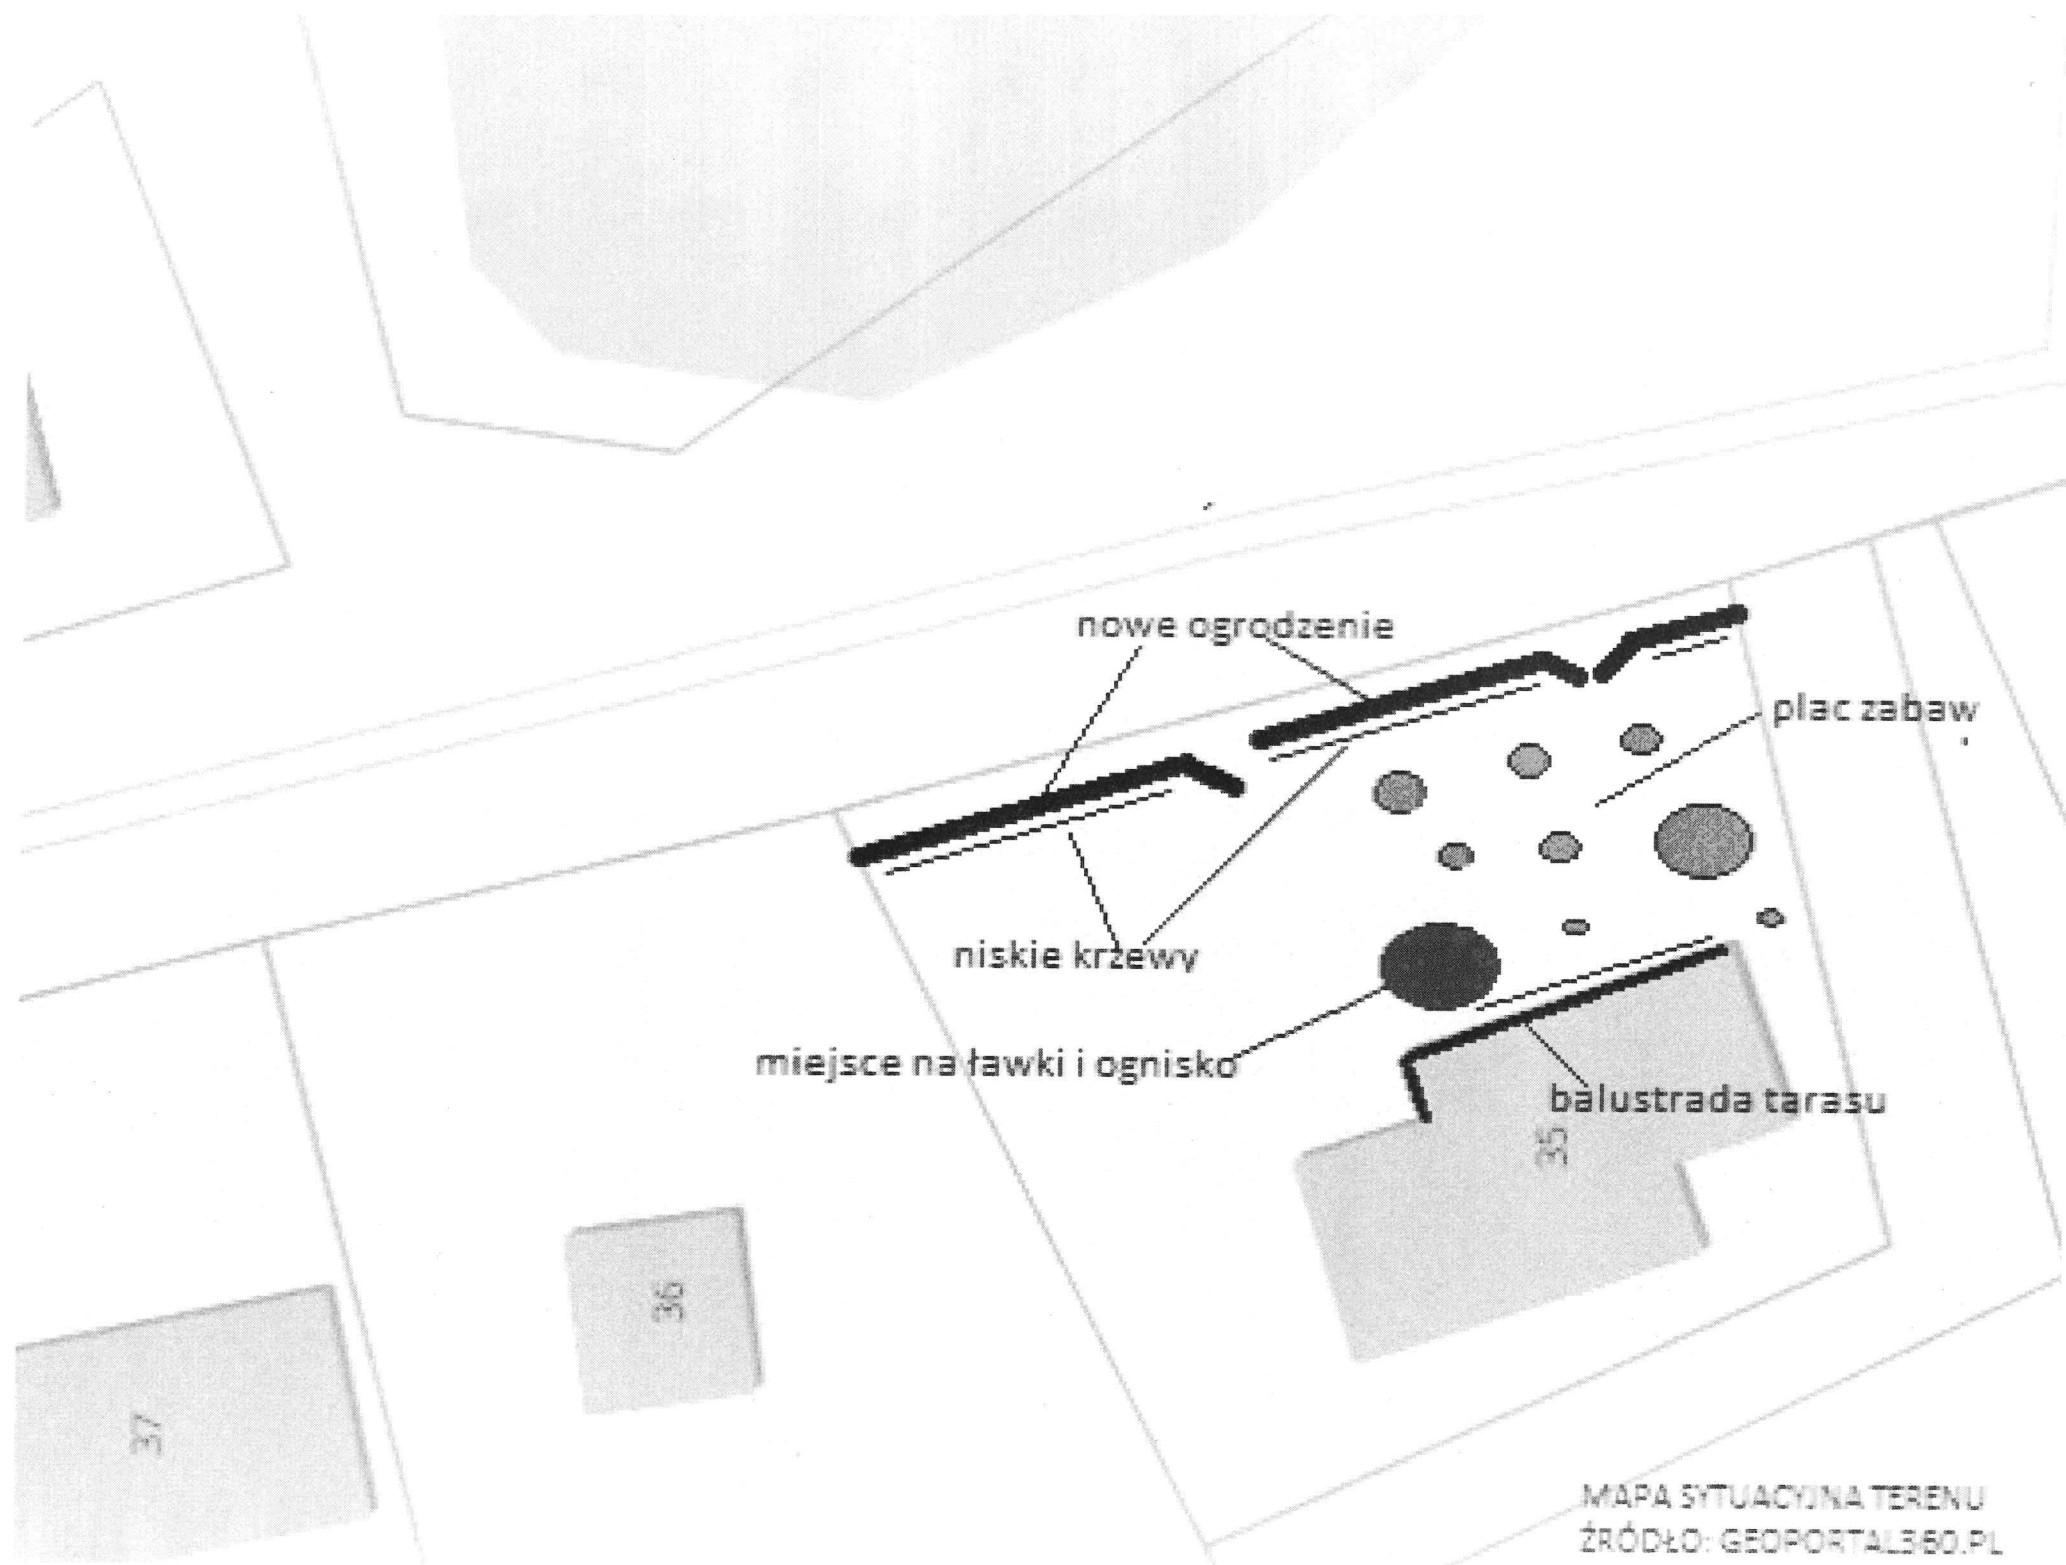 nowe ogrodzenie
plac zabaw
niskie krzewy
miejsce na ławki i ognisko
balustrada tarasu
35
36
37
MAPA SYTUACYJNA TERENU
ŹRÓDŁO: GEOPORTAL360.PL